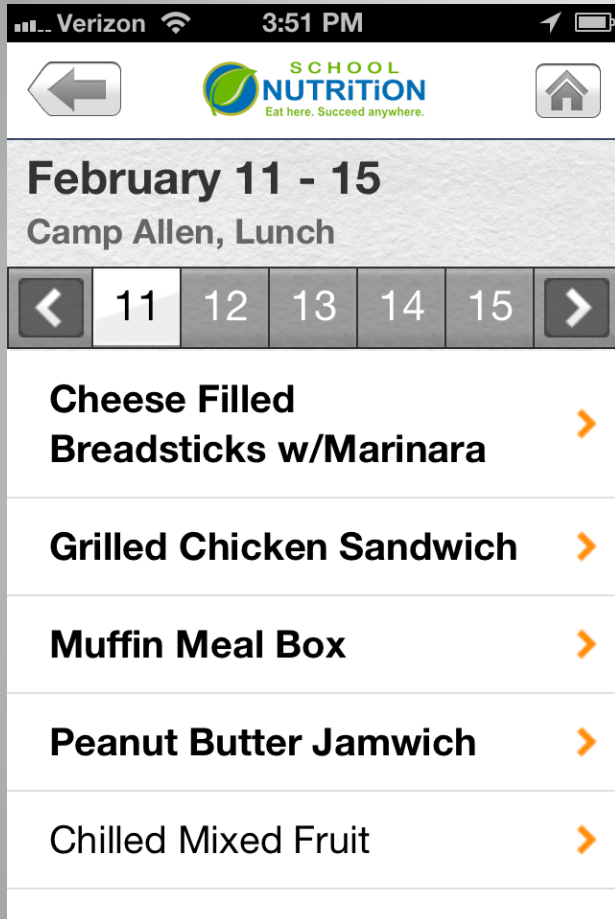 Verizon 3:51 PM
SCHOOL
NUTRiTiON
Eat here. Succeed anywhere.
February 11 - 15
Camp Allen, Lunch
11 12 13 14 15
Cheese Filled
Breadsticks w/Marinara
Grilled Chicken Sandwich
Muffin Meal Box
Peanut Butter Jamwich
Chilled Mixed Fruit